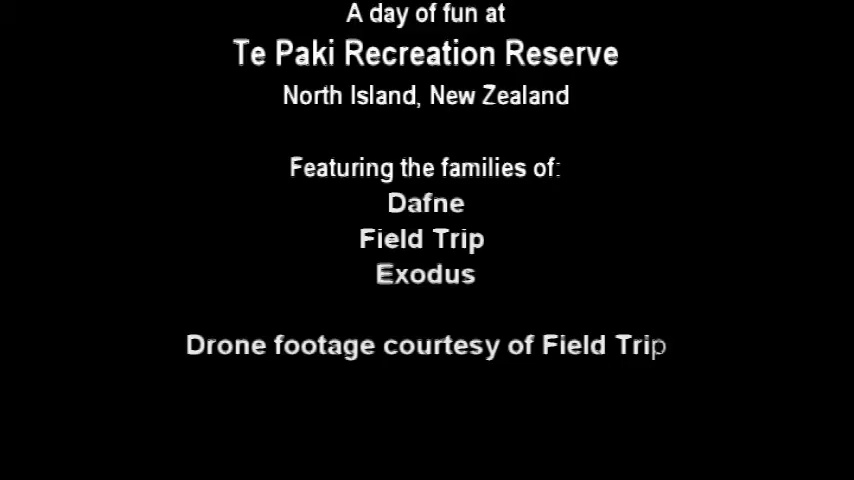 A day of fun at
Te Paki Recreation Reserve
North Island, New Zealand
Featuring the families of:
Dafne
Field Trip
Exodus
Drone footage courtesy of Field Trip